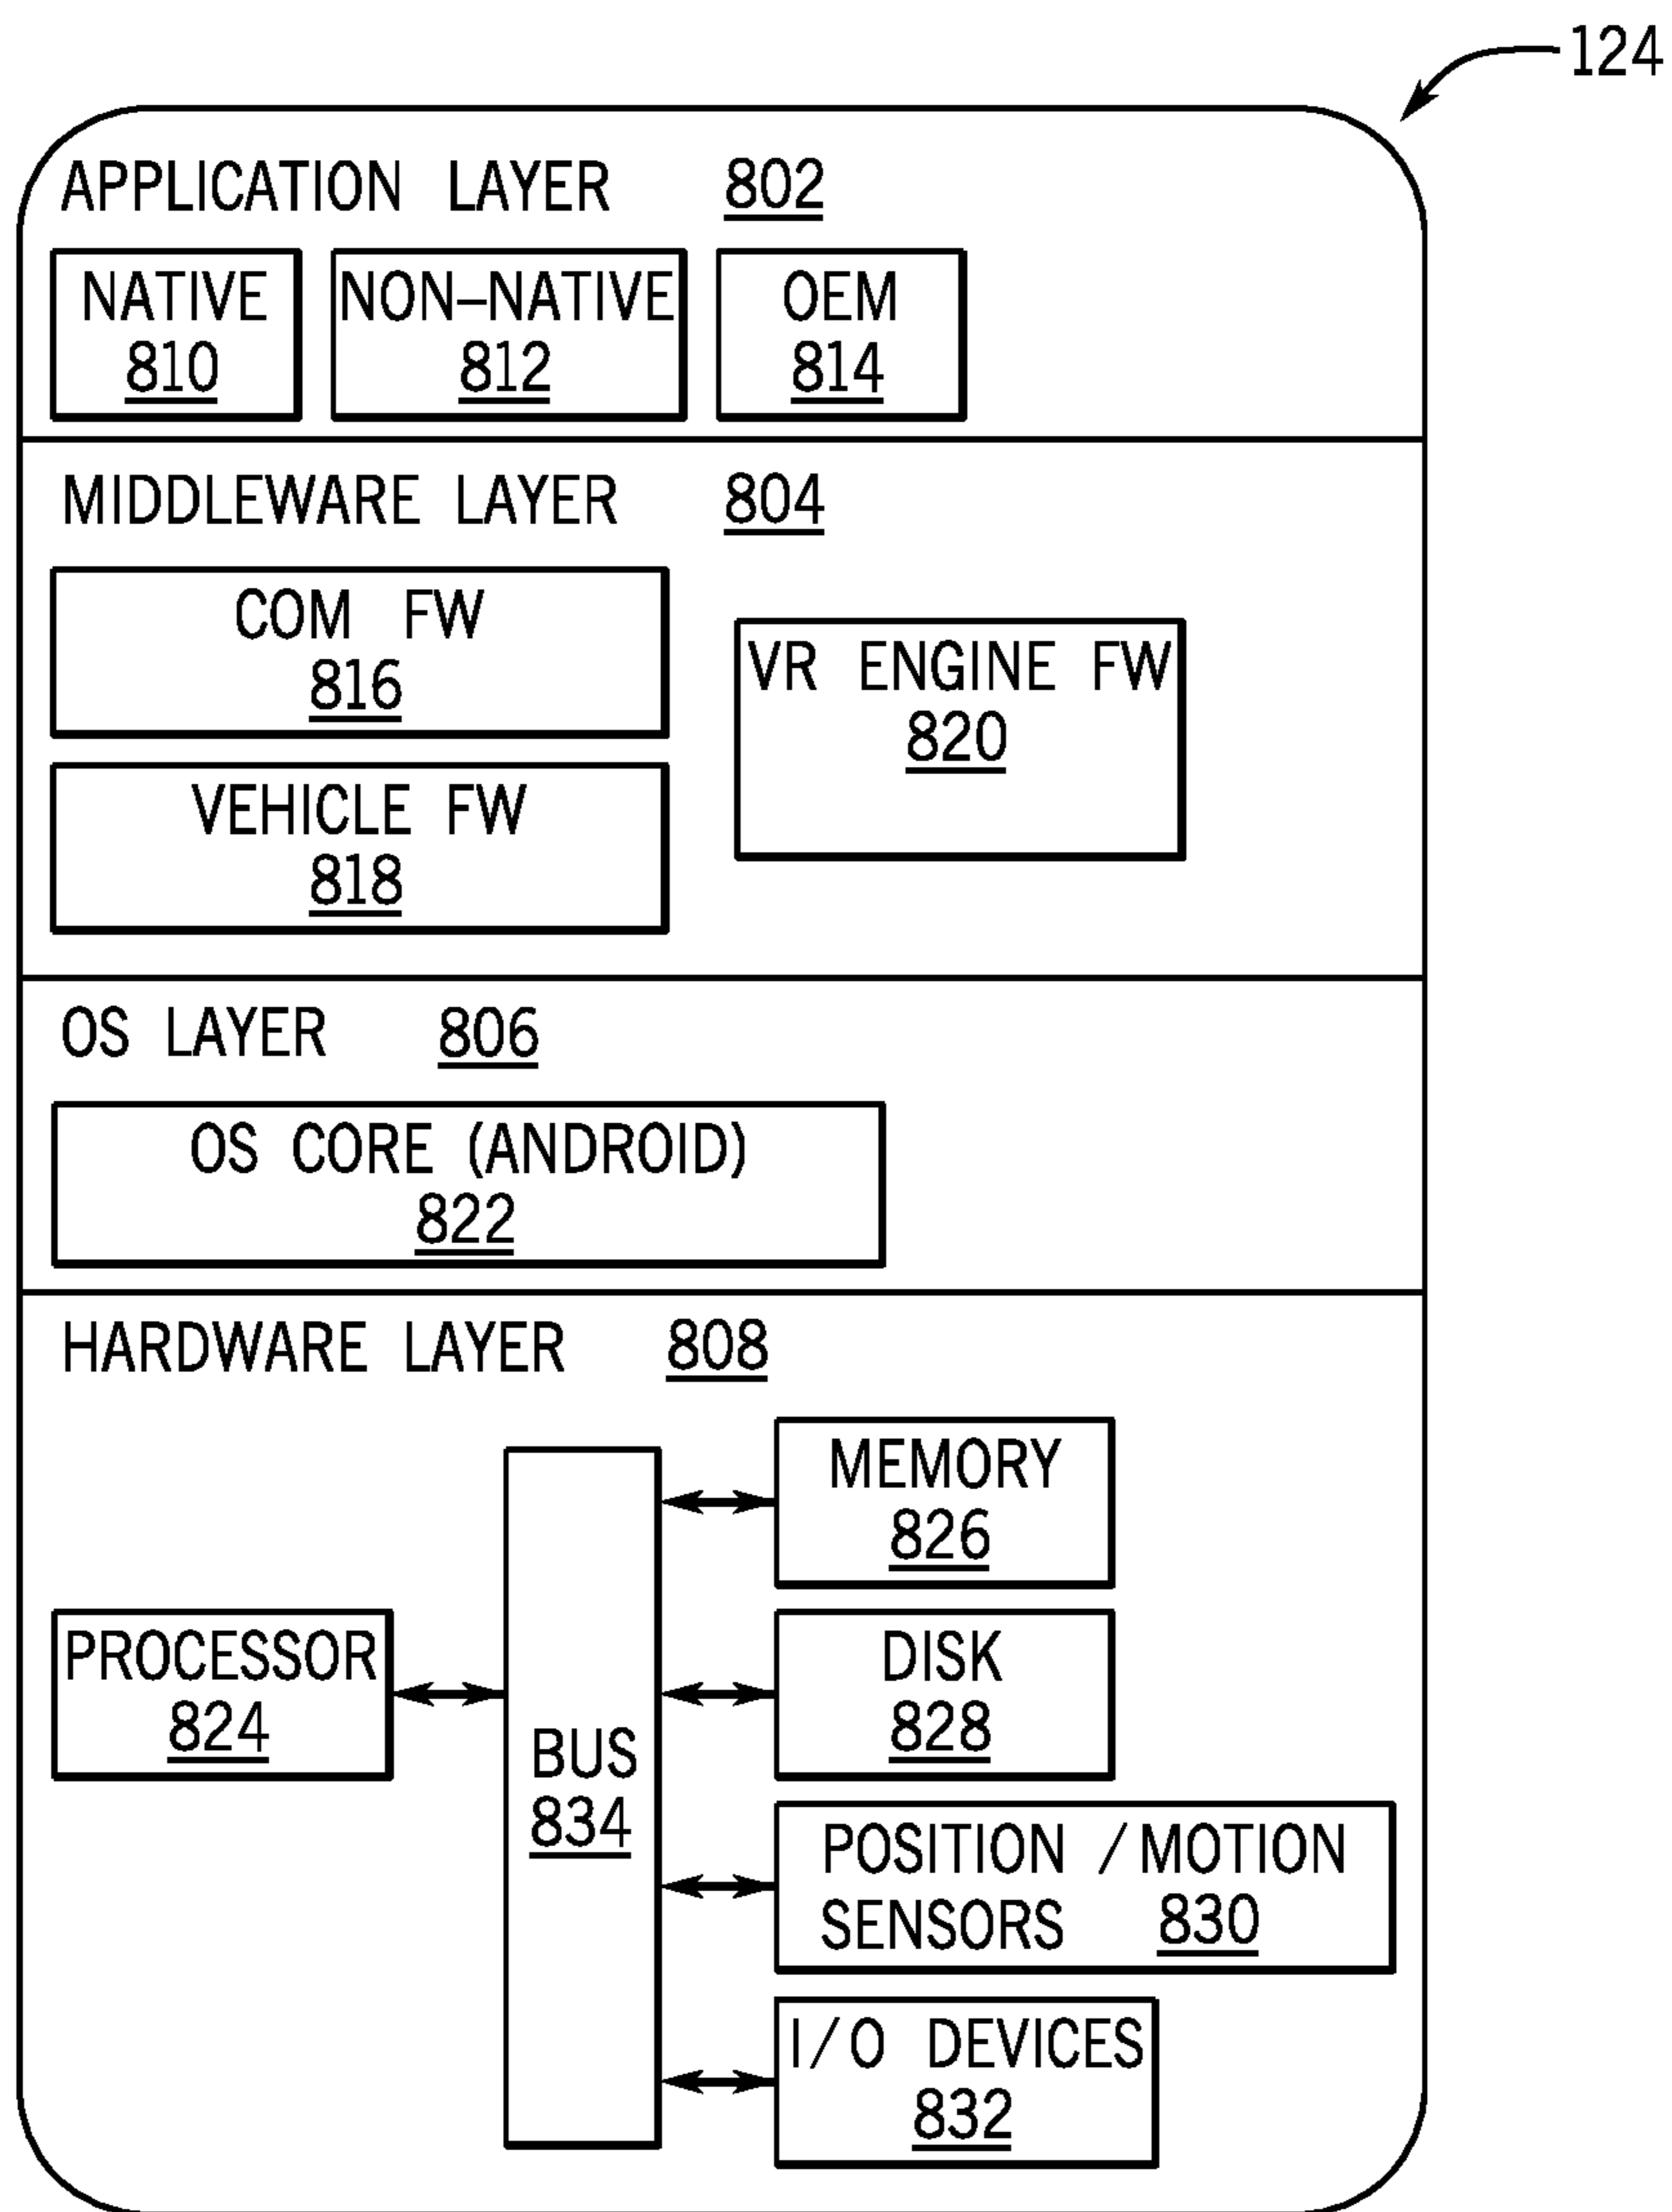 124
APPLICATION LAYER 802
NATIVE
810
NON-NATIVE
812
OEM
814
MIDDLEWARE LAYER 804
COM FW
816
VEHICLE FW
818
VR ENGINE FW
820
OS LAYER 806
OS CORE (ANDROID)
822
HARDWARE LAYER 808
PROCESSOR
824
BUS
834
MEMORY
826
DISK
828
POSITION / MOTION
SENSORS 830
I/O DEVICES
832